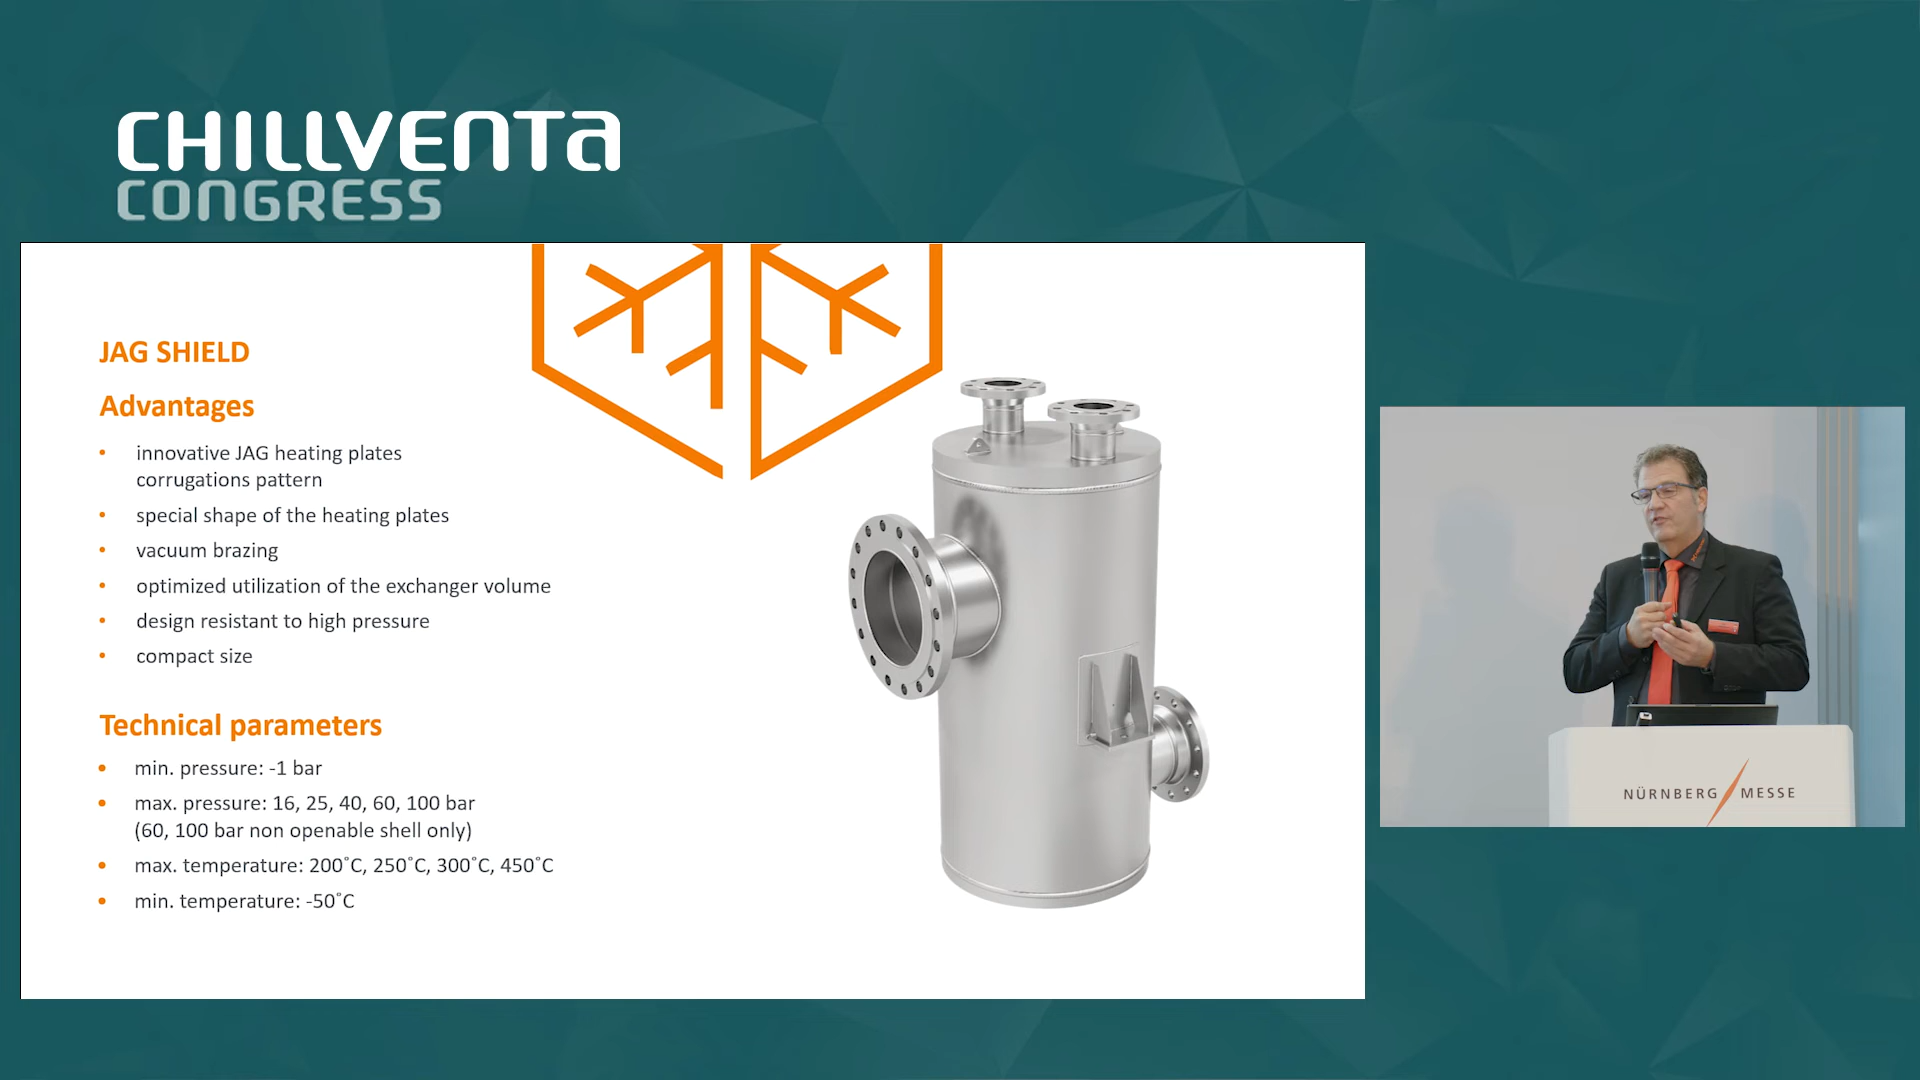 CHILLVENTA
CONGRESS
JAG SHIELD
Advantages
• innovative JAG heating plates
corrugations pattern
• special shape of the heating plates
• vacuum brazing
• optimized utilization of the exchanger volume
• design resistant to high pressure
• compact size
Technical parameters
• min. pressure: -1 bar
• max. pressure: 16, 25, 40, 60, 100 bar
(60, 100 bar non openable shell only)
• max. temperature: 200˚C, 250˚C, 300˚C, 450˚C
• min. temperature: -50˚C
NÜRNBERG MESSE